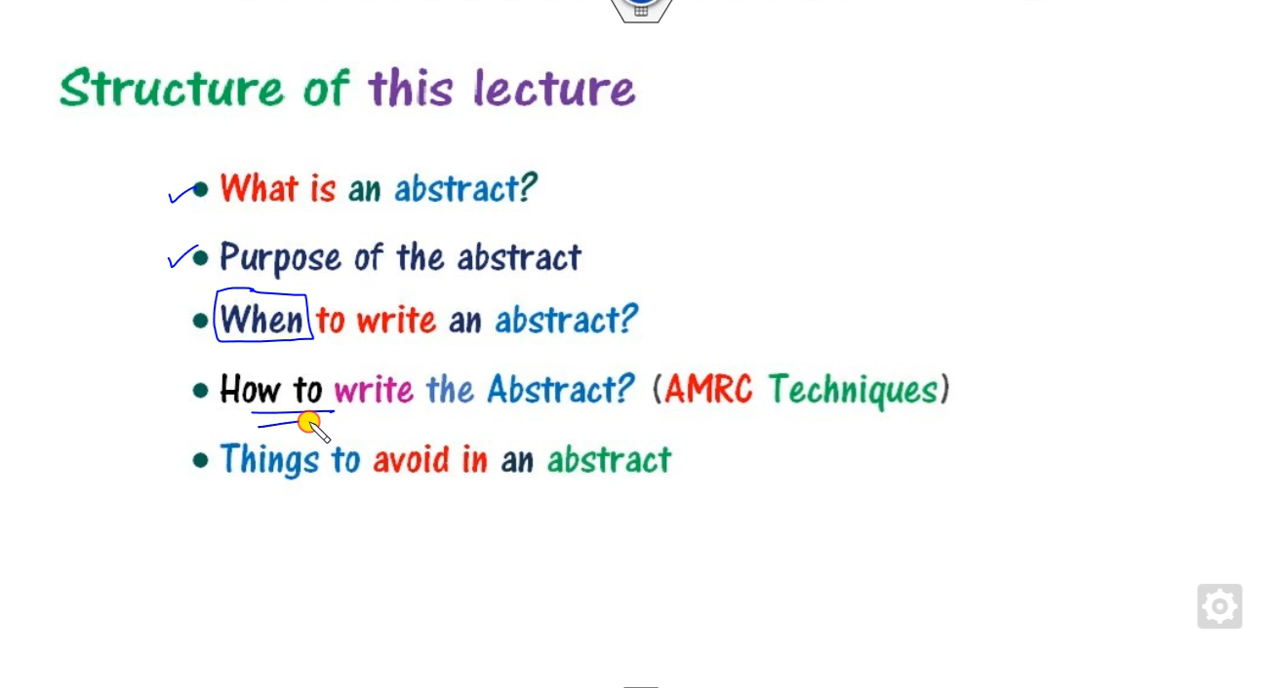 Structure of this lecture
• What is an abstract?
• Purpose of the abstract
• When to write an abstract?
• How to write the Abstract? (AMRC Techniques)
• Things to avoid in an abstract